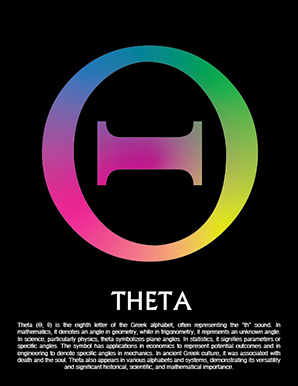 Θ
THETA
Theta (Θ, θ) is the eighth letter of the Greek alphabet, often representing the "th" sound. In
mathematics, it denotes an angle in geometry, while in trigonometry, it represents an unknown angle.
In science, particularly physics, theta symbolizes plane angles. In statistics, it signifies parameters or
specific angles. The symbol has applications in economics to represent potential outcomes and in
engineering to denote specific angles in mechanics. In ancient Greek culture, it was associated with
death and the soul. Theta also appears in various alphabets and systems, demonstrating its versatility
and significant historical, scientific, and mathematical importance.